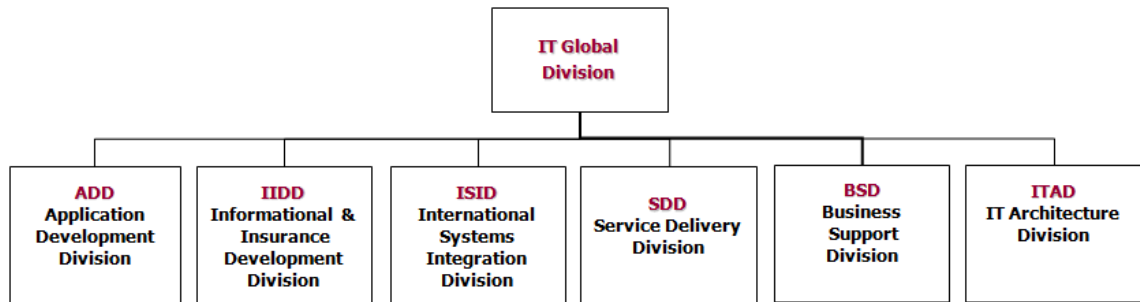 IT Global
Division
ADD
Application
Development
Division
IIDD
Informational &
Insurance
Development
Division
ISID
International
Systems
Integration
Division
SDD
Service Delivery
Division
BSD
Business
Support
Division
ITAD
IT Architecture
Division